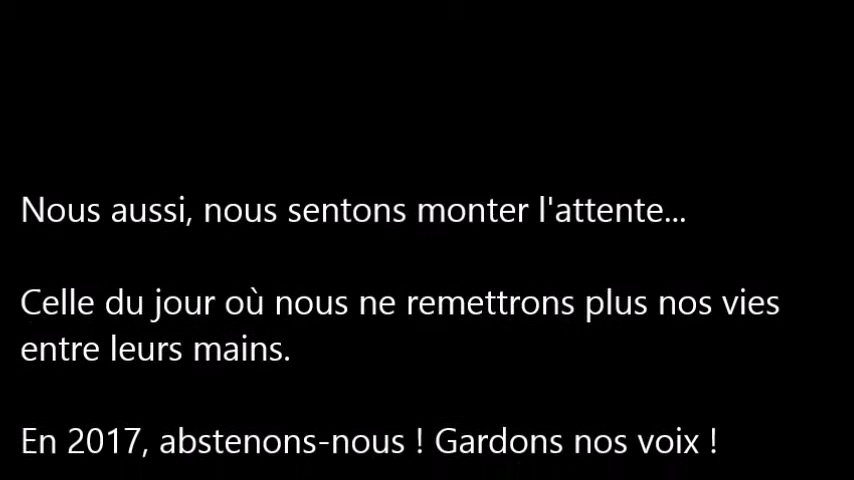 Nous aussi, nous sentons monter l'attente...
Celle du jour où nous ne remettrons plus nos vies
entre leurs mains.
En 2017, abstenons-nous ! Gardons nos voix !